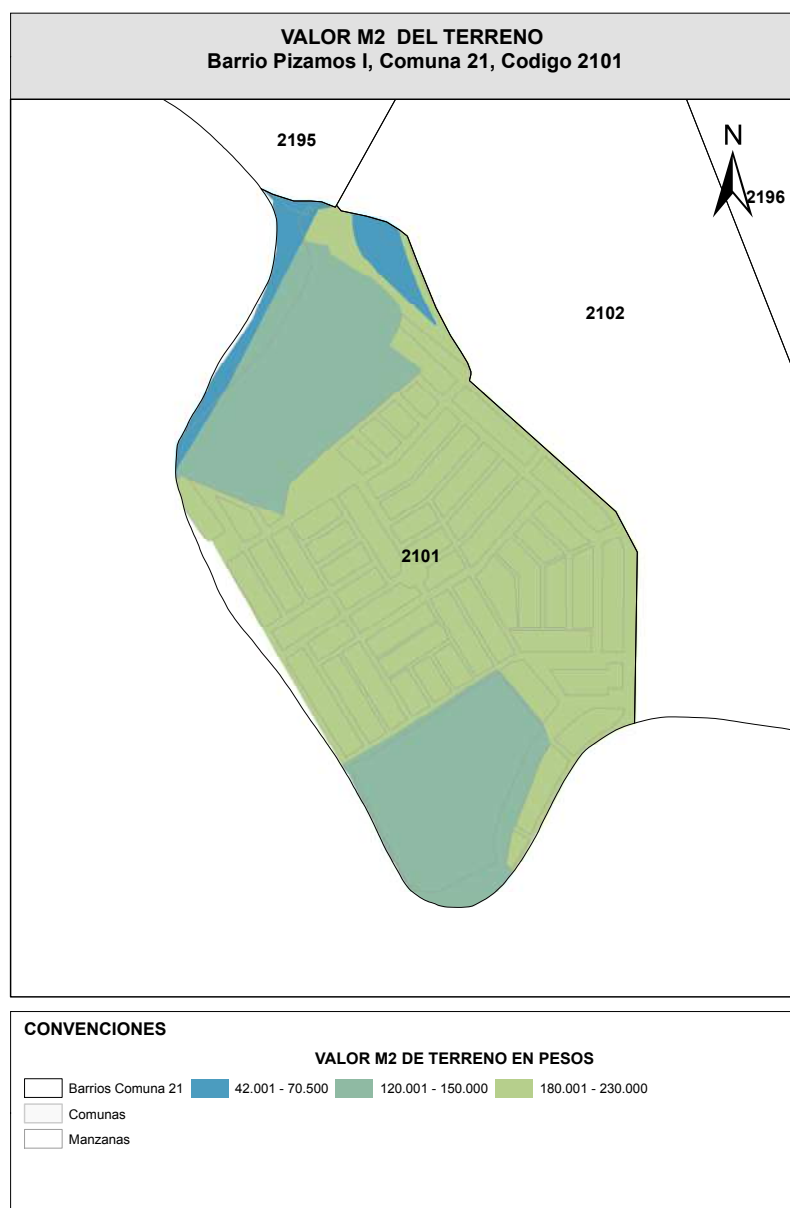 VALOR M2 DEL TERRENO
Barrio Pizamos I, Comuna 21, Codigo 2101
2195
N
2196
2102
2101
CONVENCIONES
VALOR M2 DE TERRENO EN PESOS
Barrios Comuna 21 42.001 - 70.500 120.001 - 150.000 180.001 - 230.000
Comunas
Manzanas